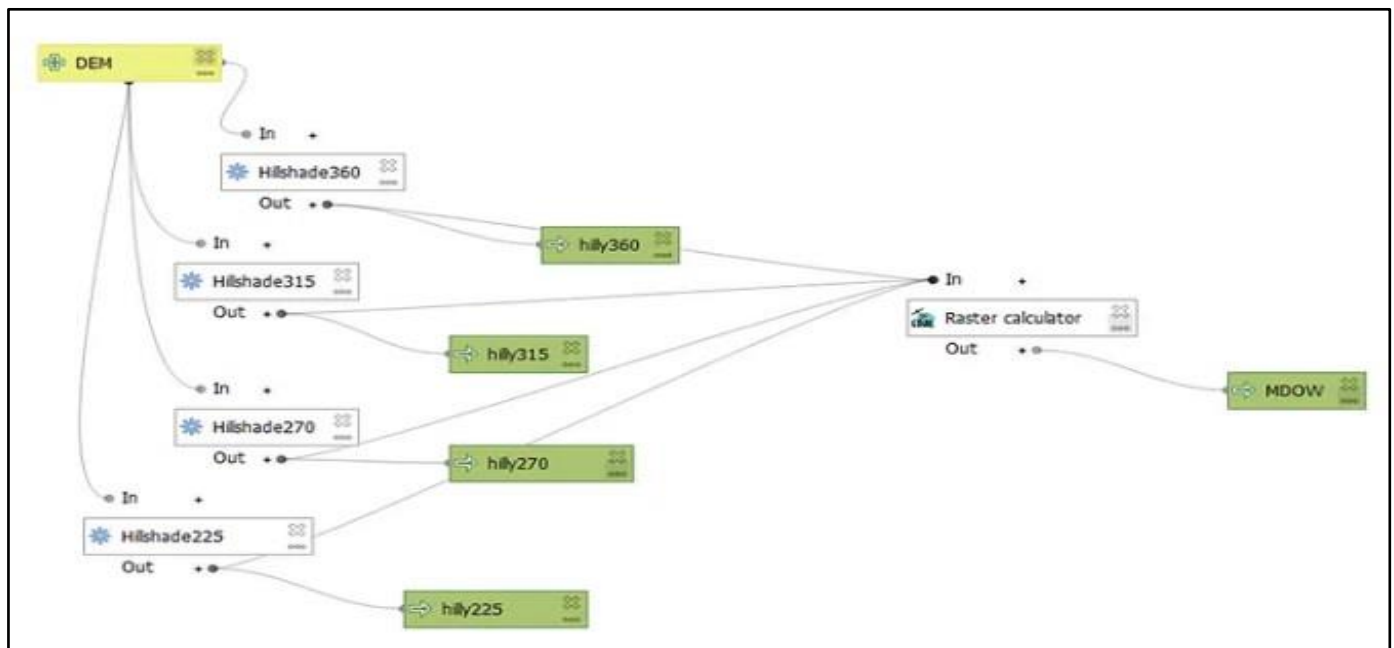 DEM
In +
Hillshade360
Out +
hilly360
In +
Hillshade315
Out +
hilly315
In +
Raster calculator
Out +
MDOW
In +
Hillshade270
Out +
hilly270
In +
Hillshade225
Out +
hilly225